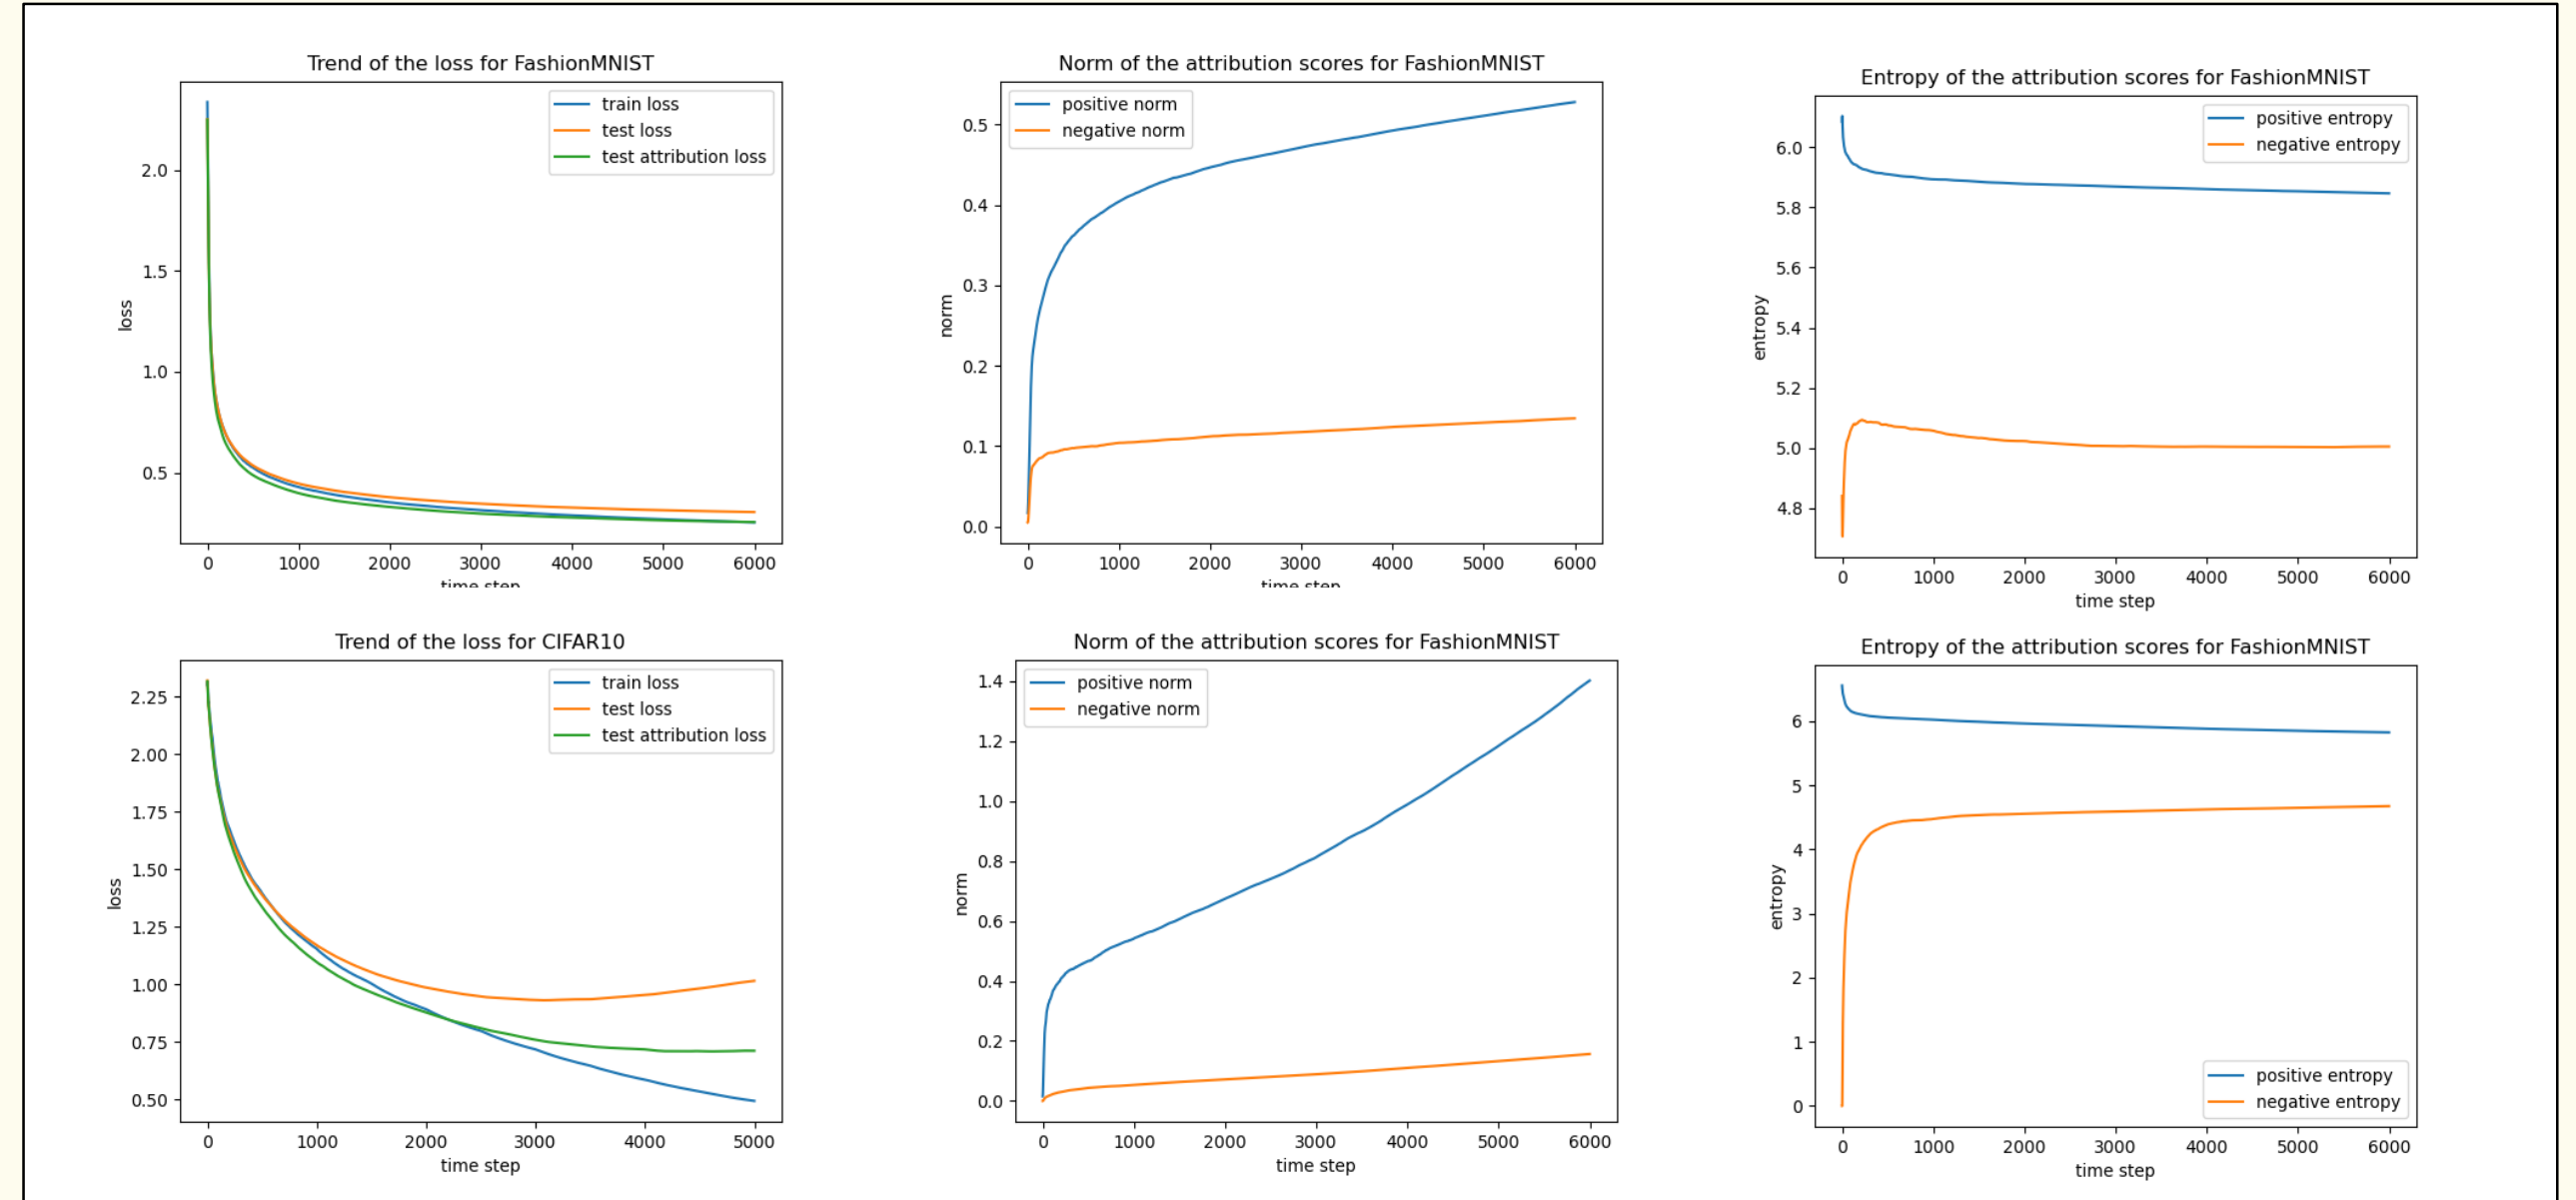 Trend of the loss for FashionMNIST
train loss
test loss
test attribution loss
2.0
1.5
1.0
0.5
loss
0 1000 2000 3000 4000 5000 6000
time step
Norm of the attribution scores for FashionMNIST
positive norm
negative norm
0.5
0.4
0.3
0.2
0.1
0.0
norm
0 1000 2000 3000 4000 5000 6000
time step
Entropy of the attribution scores for FashionMNIST
positive entropy
negative entropy
6.0
5.8
5.6
5.4
5.2
5.0
4.8
entropy
0 1000 2000 3000 4000 5000 6000
time step
Trend of the loss for CIFAR10
train loss
test loss
test attribution loss
2.25
2.00
1.75
1.50
1.25
1.00
0.75
0.50
loss
0 1000 2000 3000 4000 5000
time step
Norm of the attribution scores for FashionMNIST
positive norm
negative norm
1.4
1.2
1.0
0.8
0.6
0.4
0.2
0.0
norm
0 1000 2000 3000 4000 5000 6000
time step
Entropy of the attribution scores for FashionMNIST
6
5
4
3
2
1
0
entropy
positive entropy
negative entropy
0 1000 2000 3000 4000 5000 6000
time step